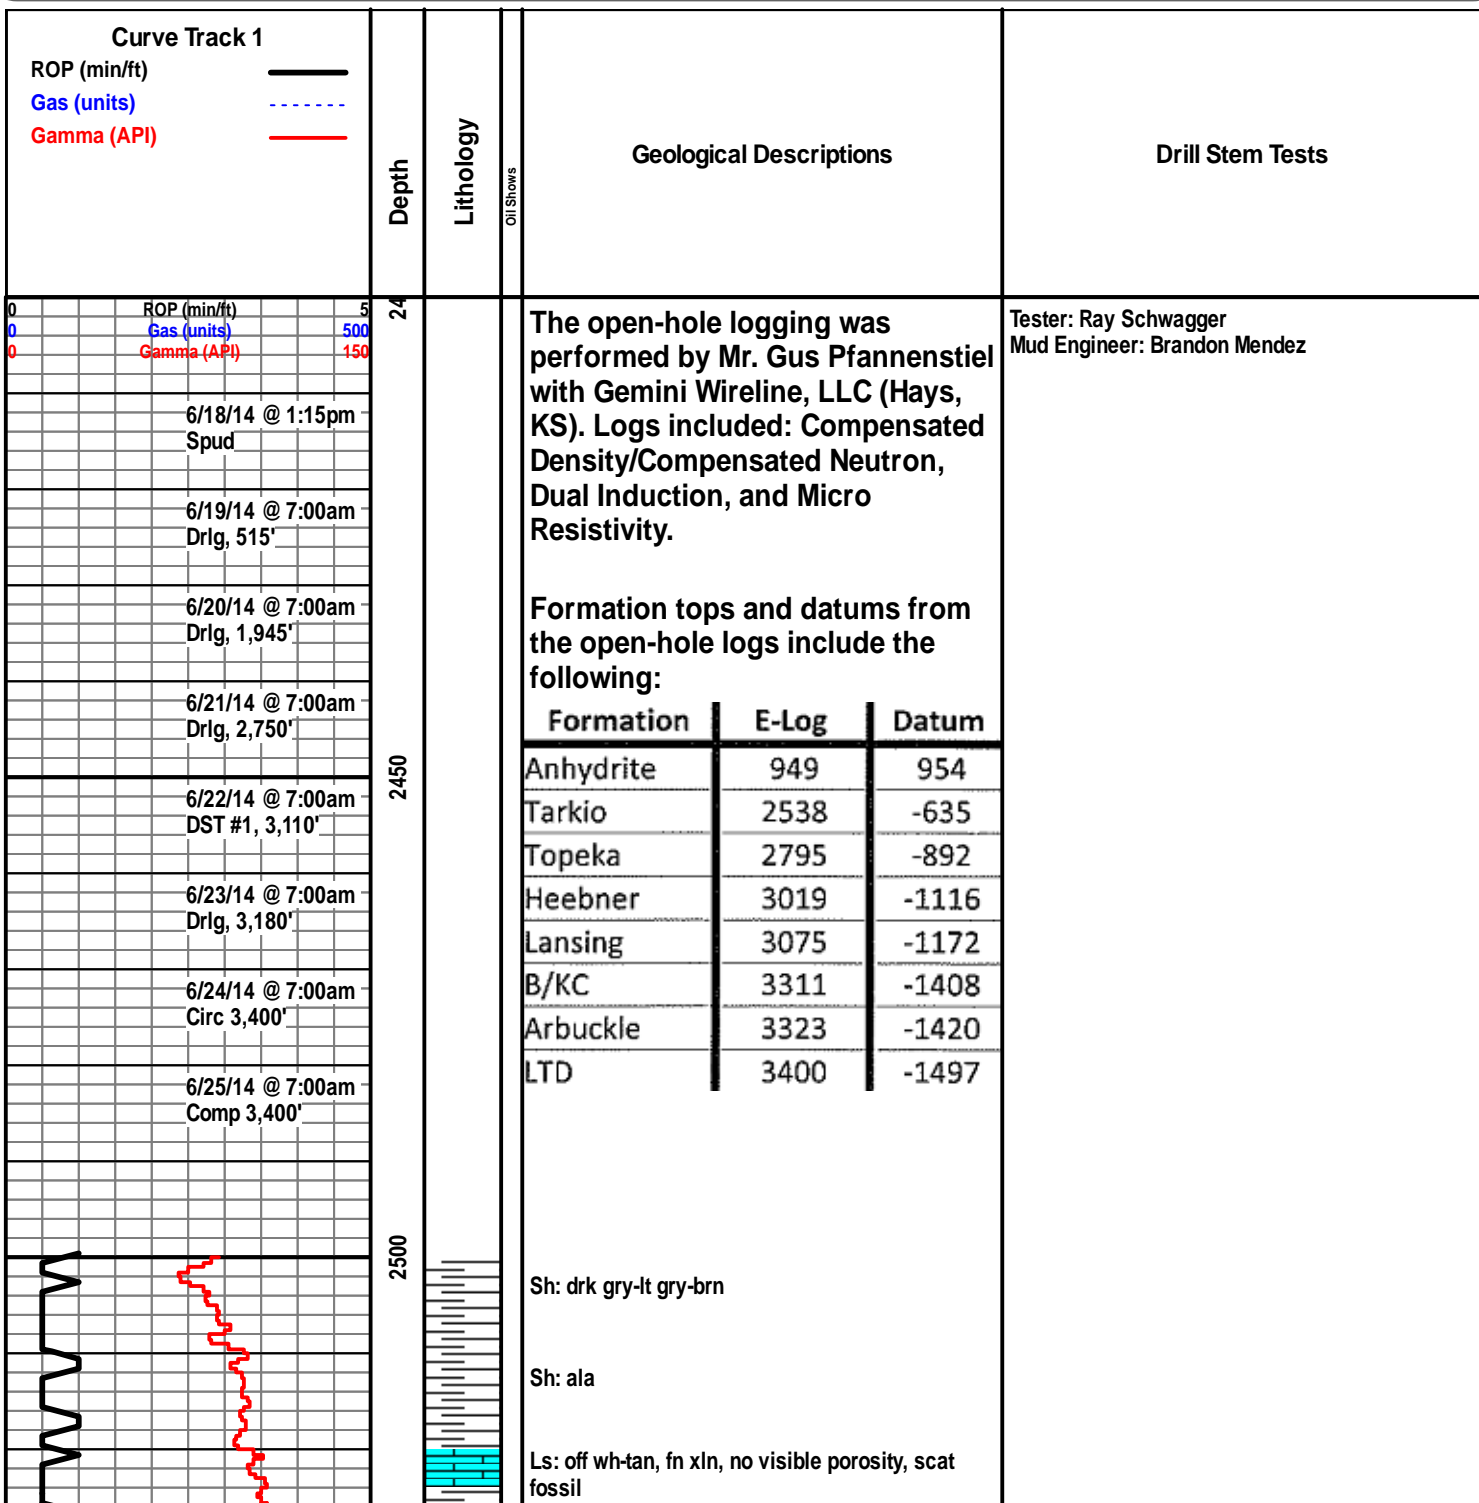 Curve Track 1
ROP (min/ft)
Gas (units)
Gamma (API)
Depth
Lithology
Oil Shows
Geological Descriptions
Drill Stem Tests
0 ROP (min/ft) 5
0 Gas (units) 500
0 Gamma (API) 150
24
6/18/14 @ 1:15pm
Spud
6/19/14 @ 7:00am
Drlg, 515'
6/20/14 @ 7:00am
Drlg, 1,945'
6/21/14 @ 7:00am
Drlg, 2,750'
2450
6/22/14 @ 7:00am
DST #1, 3,110'
6/23/14 @ 7:00am
Drlg, 3,180'
6/24/14 @ 7:00am
Circ 3,400'
6/25/14 @ 7:00am
Comp 3,400'
2500
The open-hole logging was
performed by Mr. Gus Pfannenstiel
with Gemini Wireline, LLC (Hays,
KS). Logs included: Compensated
Density/Compensated Neutron,
Dual Induction, and Micro
Resistivity.
Formation tops and datums from
the open-hole logs include the
following:
Formation E-Log Datum
Anhydrite 949 954
Tarkio 2538 -635
Topeka 2795 -892
Heebner 3019 -1116
Lansing 3075 -1172
B/KC 3311 -1408
Arbuckle 3323 -1420
LTD 3400 -1497
Sh: drk gry-lt gry-brn
Sh: ala
Ls: off wh-tan, fn xln, no visible porosity, scat
fossil
Tester: Ray Schwagger
Mud Engineer: Brandon Mendez